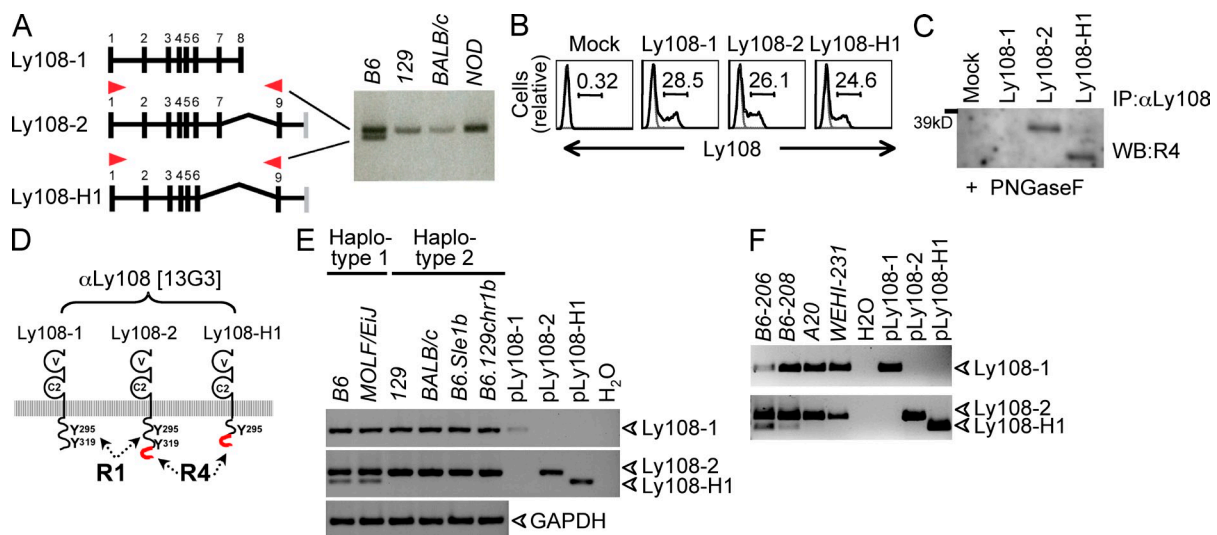 A
Ly108-1
1 2 3 4 5 6 7 8
Ly108-2
1 2 3 4 5 6 7 9
Ly108-H1
1 2 3 4 5 6 9
B6 129 BALB/c NOD
B
Mock Ly108-1 Ly108-2 Ly108-H1
Cells (relative)
0.32 28.5 26.1 24.6
Ly108
C
Mock Ly108-1 Ly108-2 Ly108-H1
IP:αLy108
39kD
WB:R4
+ PNGaseF
D
αLy108 [13G3]
Ly108-1 Ly108-2 Ly108-H1
V V V
C2 C2 C2
Y295 Y295 Y295
Y319 Y319
R1 R4
E
Haplo-
type 1
Haplo-
type 2
B6 MOLF/EiJ 129 BALB/c B6.Sle1b B6.129chr1b pLy108-1 pLy108-2 pLy108-H1 H2O
Ly108-1
Ly108-2
Ly108-H1
GAPDH
F
B6-206 B6-208 A20 WEHI-231 H2O pLy108-1 pLy108-2 pLy108-H1
Ly108-1
Ly108-2
Ly108-H1